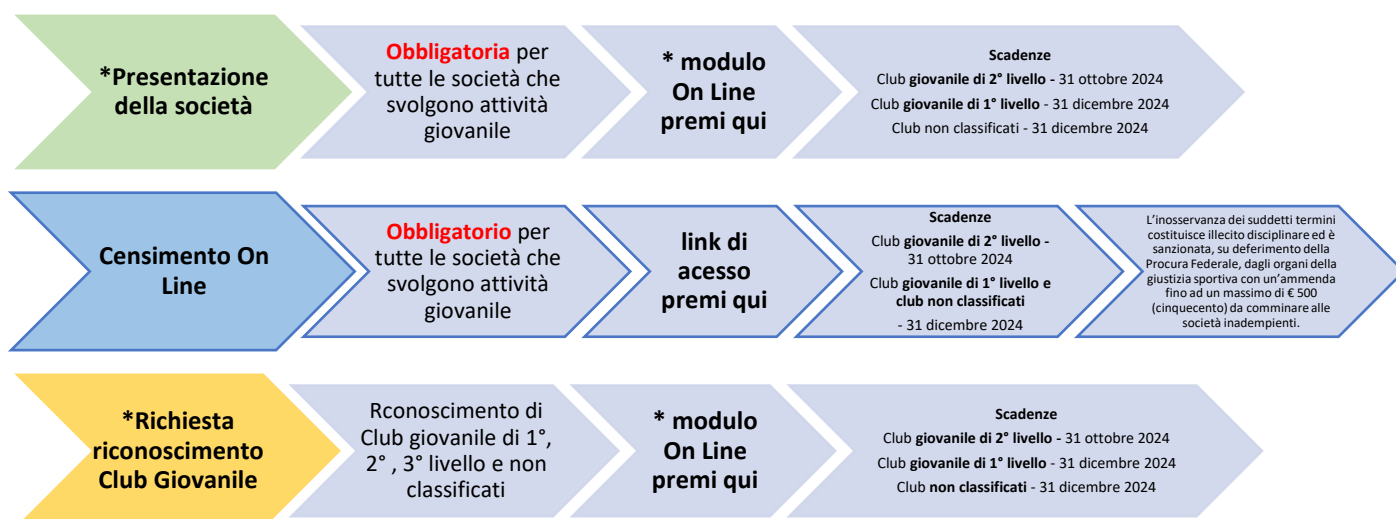 *Presentazione
della società
Obbligatoria per
tutte le società che
svolgono attività
giovanile
* modulo
On Line
premi qui
Scadenze
Club giovanile di 2° livello - 31 ottobre 2024
Club giovanile di 1° livello - 31 dicembre 2024
Club non classificati - 31 dicembre 2024
Censimento On
Line
Obbligatorio per
tutte le società che
svolgono attività
giovanile
link di
acesso
premi qui
Scadenze
Club giovanile di 2° livello -
31 ottobre 2024
Club giovanile di 1° livello e
club non classificati
- 31 dicembre 2024
L'inosservanza dei suddetti termini
costituisce illecito disciplinare ed è
sanzionata, su deferimento della
Procura Federale, dagli organi della
giustizia sportiva con un'ammenda
fino ad un massimo di € 500
(cinquecento) da comminare alle
società inadempienti.
*Richiesta
riconoscimento
Club Giovanile
Rconoscimento di
Club giovanile di 1°,
2° , 3° livello e non
classificati
* modulo
On Line
premi qui
Scadenze
Club giovanile di 2° livello - 31 ottobre 2024
Club giovanile di 1° livello - 31 dicembre 2024
Club non classificati - 31 dicembre 2024